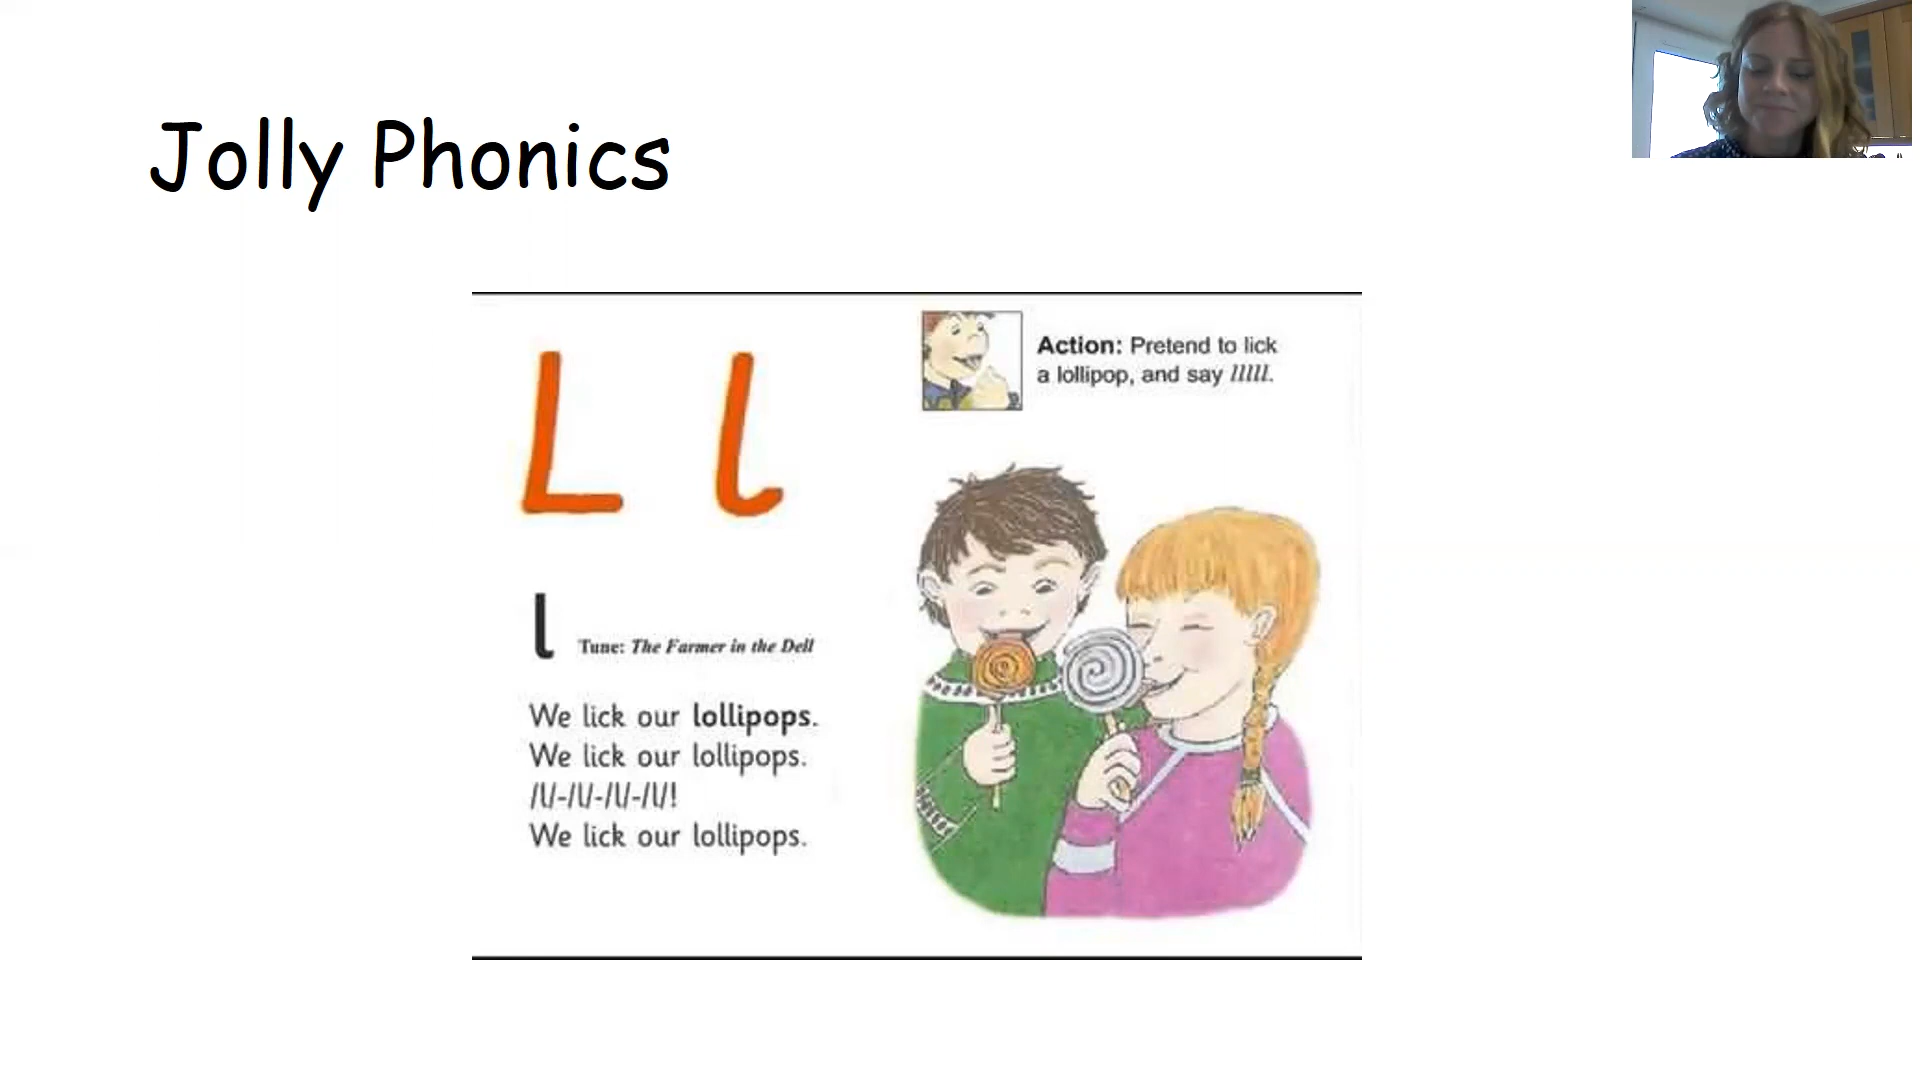 Jolly Phonics
L l
Action: Pretend to lick
a lollipop, and say lllll.
l Tune: The Farmer in the Dell
We lick our lollipops.
We lick our lollipops.
/l/-/l/-/l/-/l/!
We lick our lollipops.